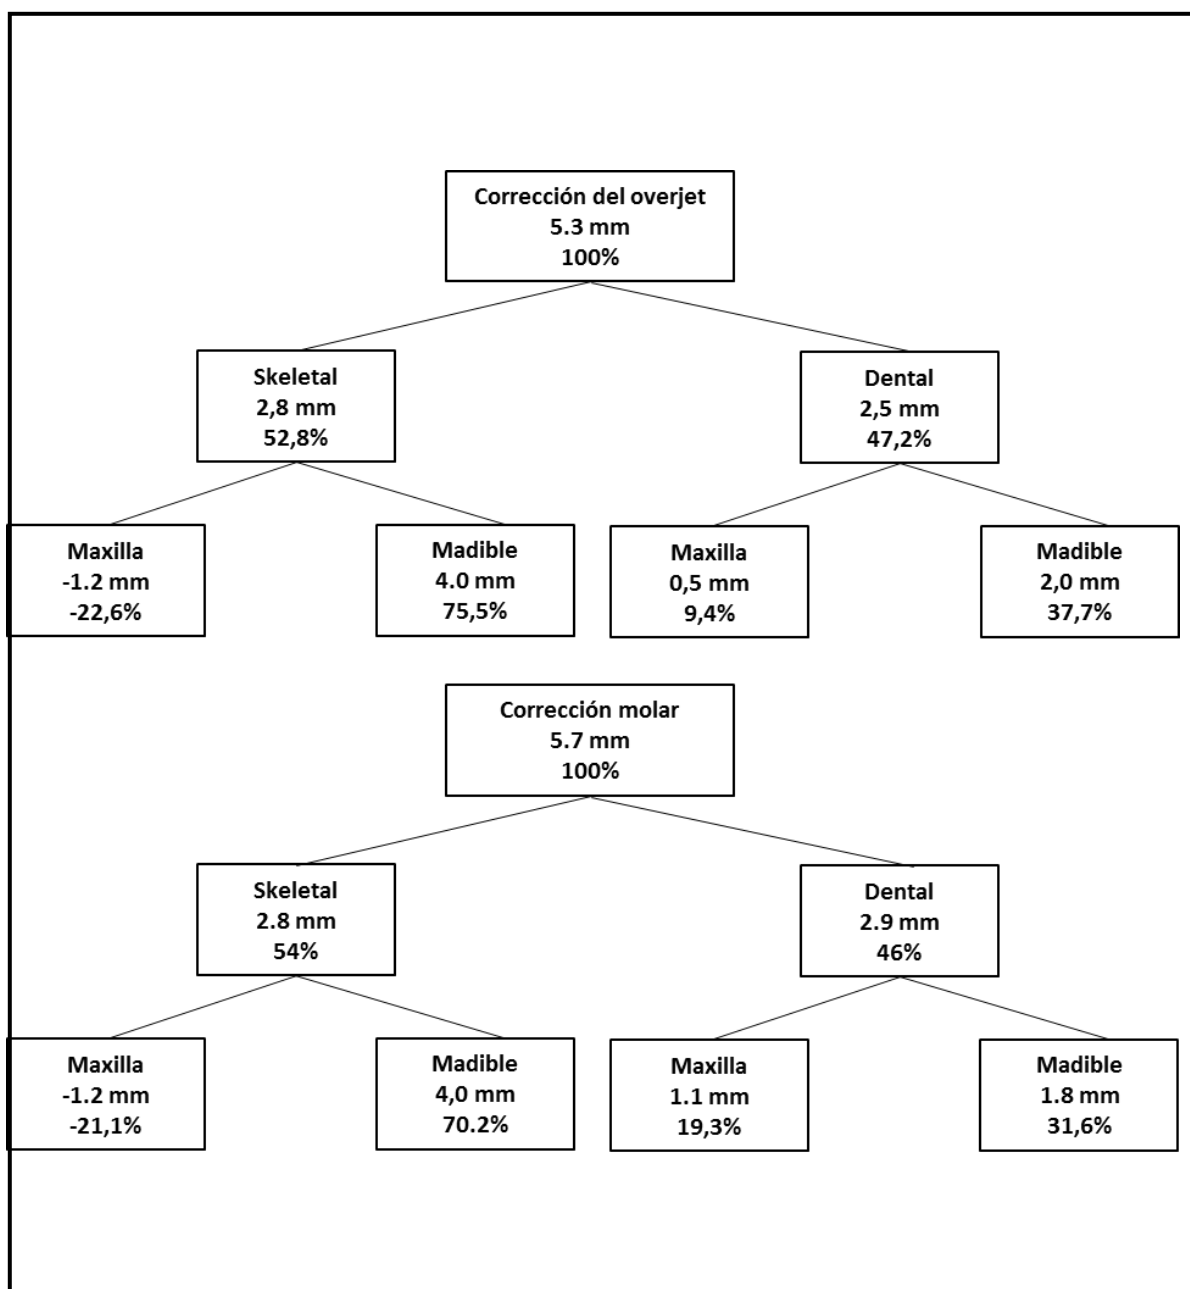 Corrección del overjet
5.3 mm
100%
Skeletal
2,8 mm
52,8%
Dental
2,5 mm
47,2%
Maxilla
-1.2 mm
-22,6%
Madible
4.0 mm
75,5%
Maxilla
0,5 mm
9,4%
Madible
2,0 mm
37,7%
Corrección molar
5.7 mm
100%
Skeletal
2.8 mm
54%
Dental
2.9 mm
46%
Maxilla
-1.2 mm
-21,1%
Madible
4,0 mm
70.2%
Maxilla
1.1 mm
19,3%
Madible
1.8 mm
31,6%